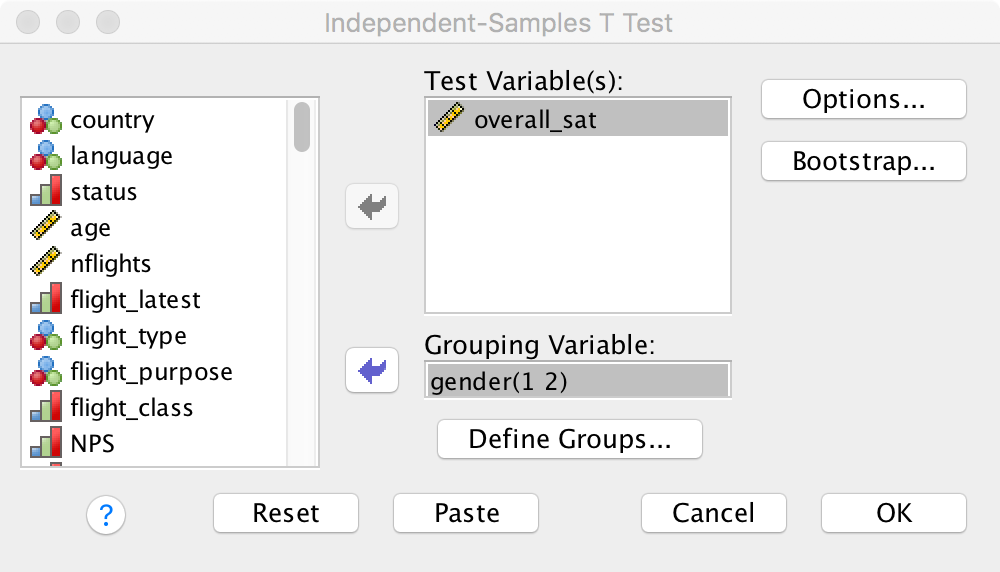 Independent-Samples T Test
country
language
status
age
nflights
flight_latest
flight_type
flight_purpose
flight_class
NPS
Test Variable(s):
overall_sat
Grouping Variable:
gender(1 2)
Define Groups...
Options...
Bootstrap...
?
Reset
Paste
Cancel
OK